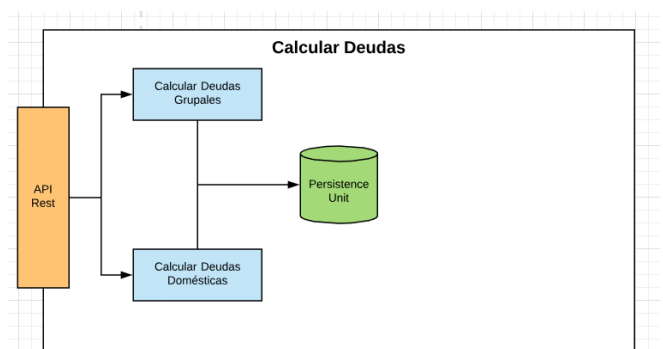 Calcular Deudas
Calcular Deudas
Grupales
API
Rest
Persistence
Unit
Calcular Deudas
Domésticas